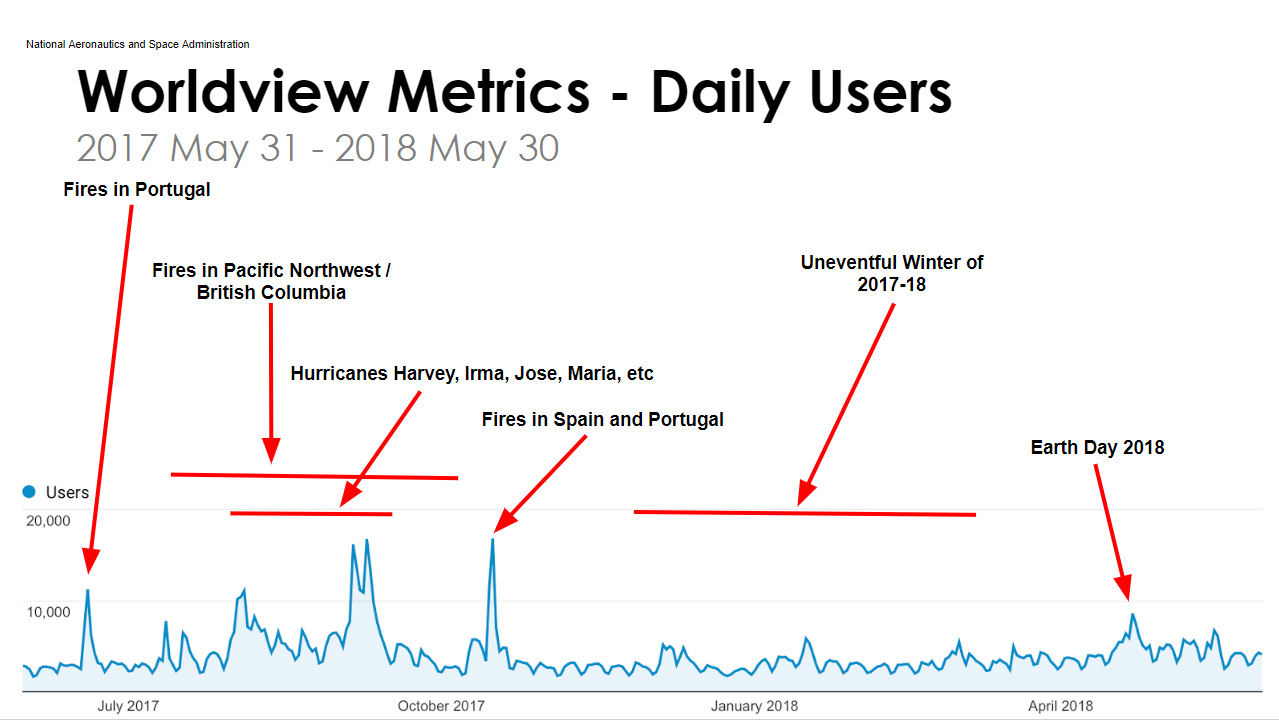 National Aeronautics and Space Administration
Worldview Metrics - Daily Users
2017 May 31 - 2018 May 30
Fires in Portugal
Fires in Pacific Northwest /
British Columbia
Uneventful Winter of
2017-18
Hurricanes Harvey, Irma, Jose, Maria, etc
Fires in Spain and Portugal
Earth Day 2018
Users
20,000
10,000
July 2017
October 2017
January 2018
April 2018